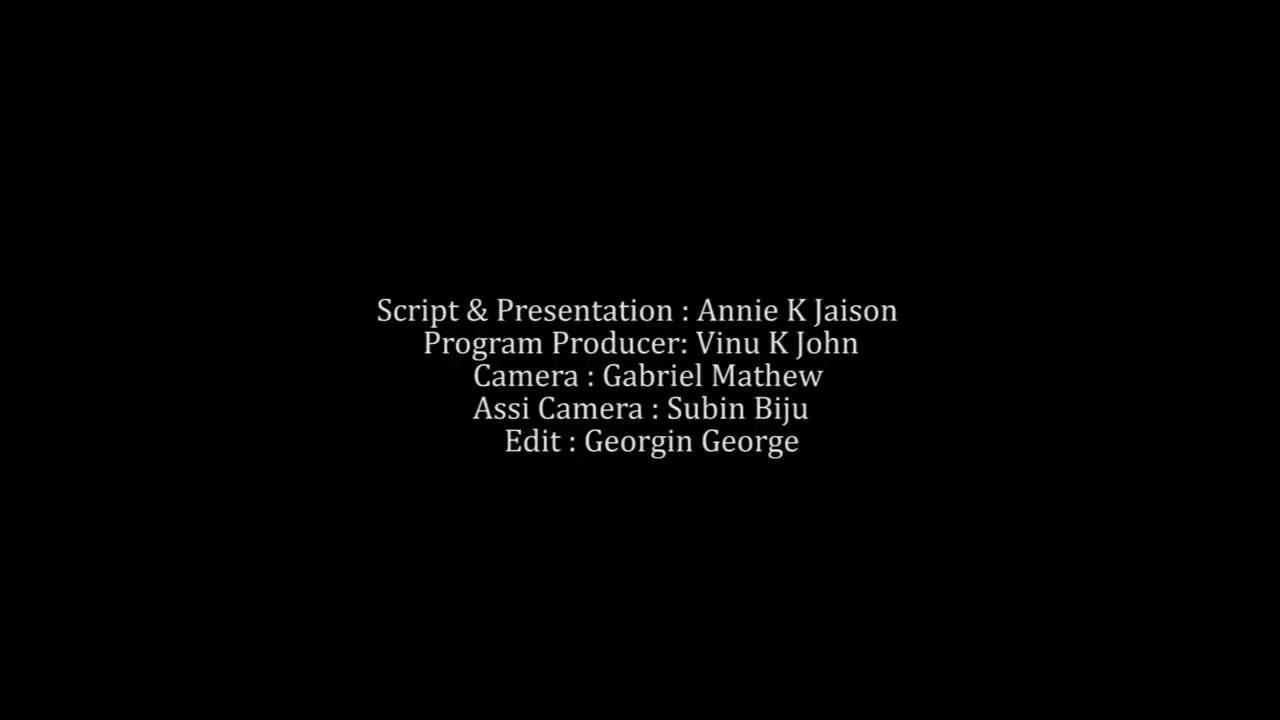 Script & Presentation : Annie K Jaison
Program Producer: Vinu K John
Camera : Gabriel Mathew
Assi Camera : Subin Biju
Edit : Georgin George